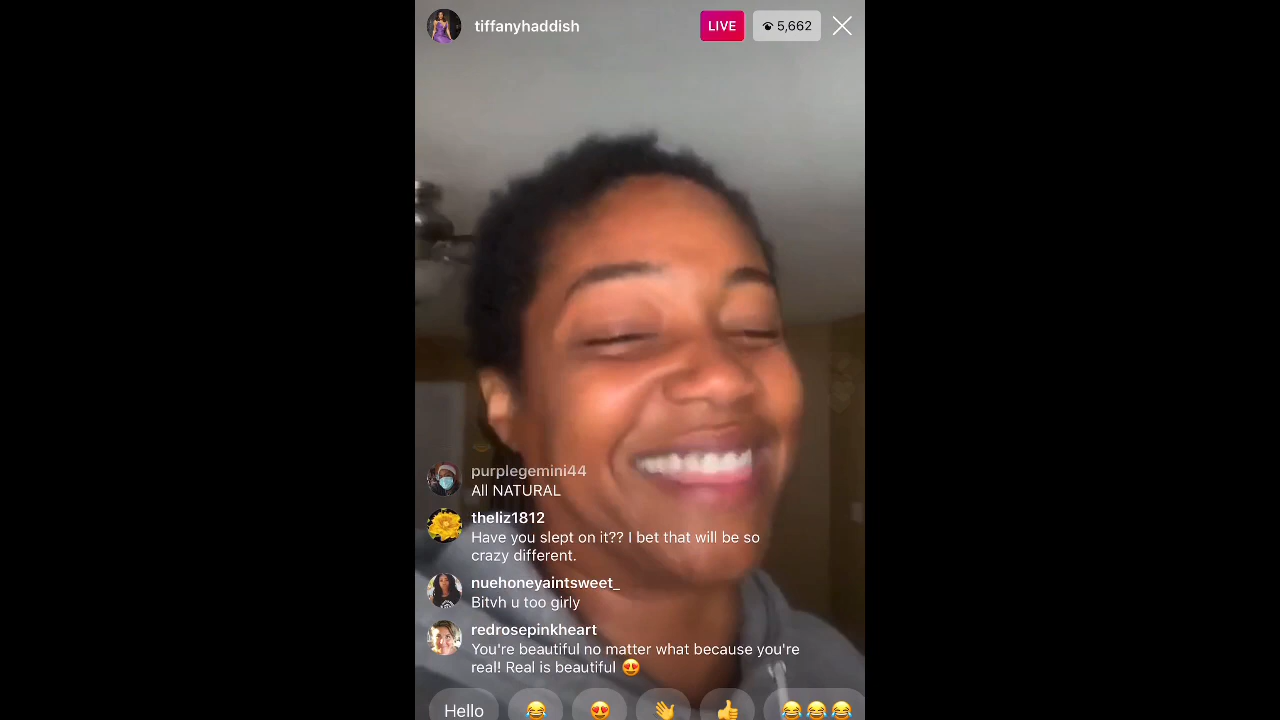 tiffanyhaddish
LIVE
5,662
purplegemini44
All NATURAL
theliz1812
Have you slept on it?? I bet that will be so
crazy different.
nuehoneyaintsweet_
Bitvh u too girly
redrosepinkheart
You're beautiful no matter what because you're
real! Real is beautiful 😍
Hello 😂 😍 👋 👍 😂😂😂